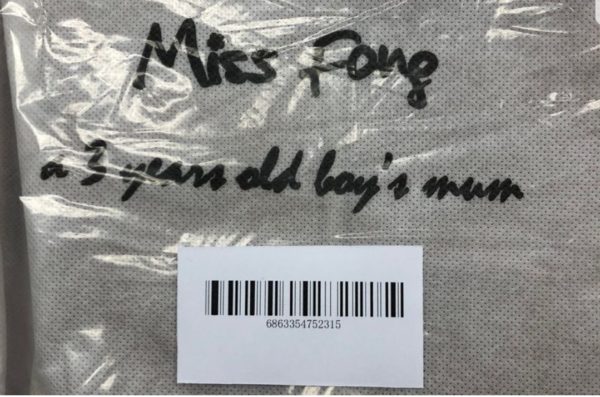 Miss Fong
a 3 years old boy's mum
6863354752315